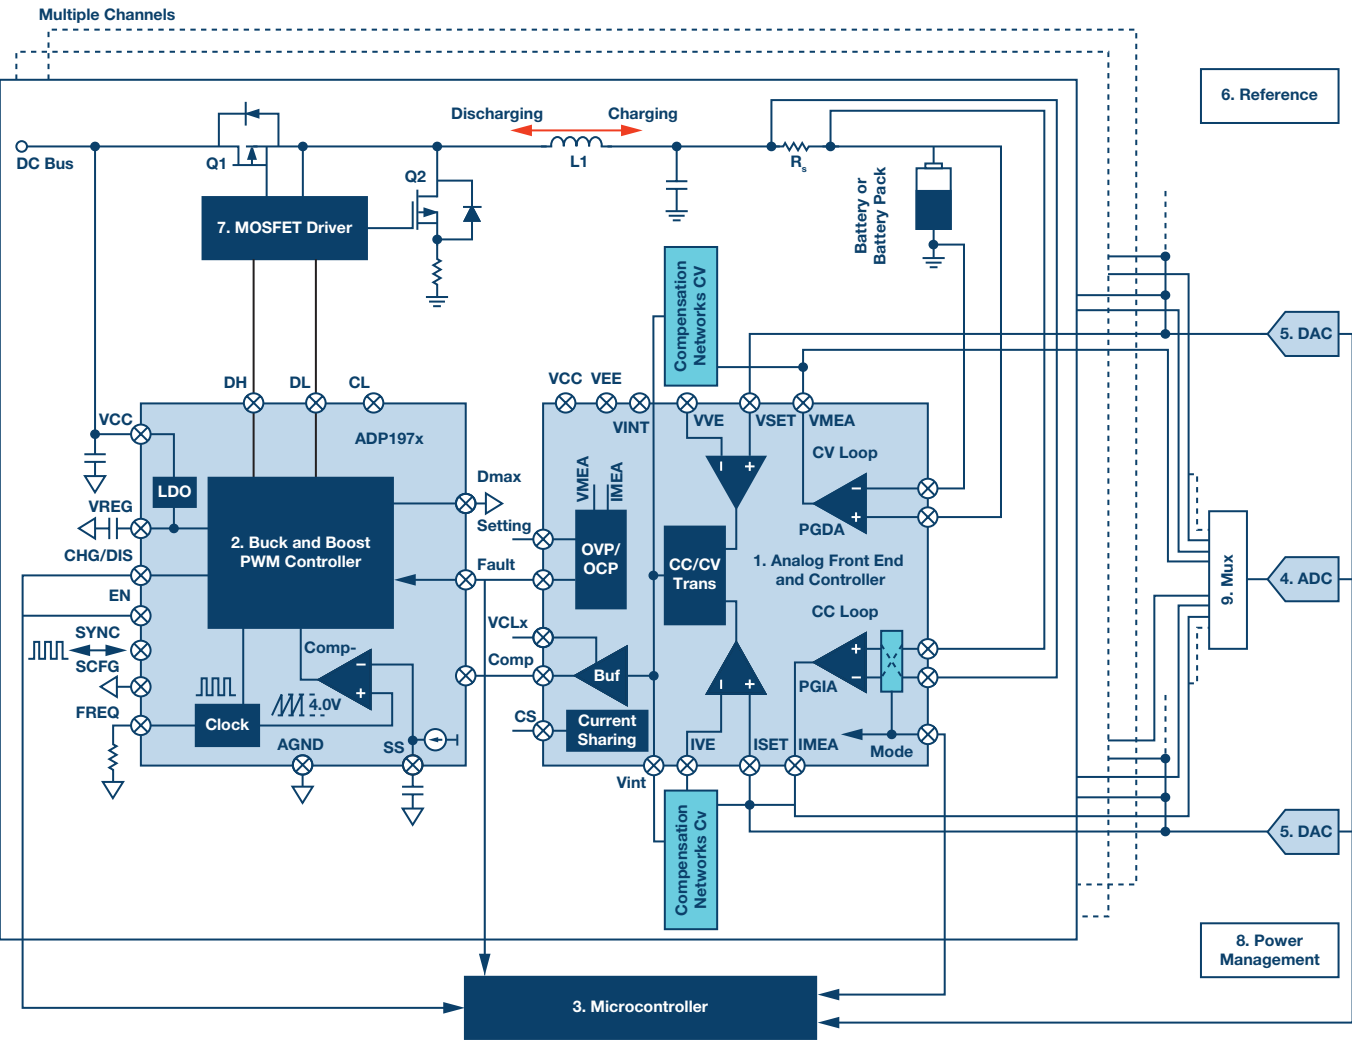 Multiple Channels
6. Reference
Discharging
Charging
DC Bus
Q1
L1
Rs
Q2
7. MOSFET Driver
Battery or
Battery Pack
Compensation
Networks CV
5. DAC
DH
DL
CL
VCC
VEE
VCC
ADP197x
VINT
VVE
VSET
VMEA
CV Loop
LDO
Dmax
VMEA
IMEA
−
+
−
+
VREG
Setting
PGDA
2. Buck and Boost
PWM Controller
OVP/
OCP
CC/CV
Trans
1. Analog Front End
and Controller
9. Mux
4. ADC
CHG/DIS
Fault
EN
CC Loop
SYNC
VCLx
SCFG
Comp-
−
+
Comp
Buf
−
+
PGIA
+
−
4.0V
FREQ
Clock
CS
Current
Sharing
AGND
SS
IVE
ISET
IMEA
Mode
Vint
Compensation
Networks Cv
5. DAC
8. Power
Management
3. Microcontroller